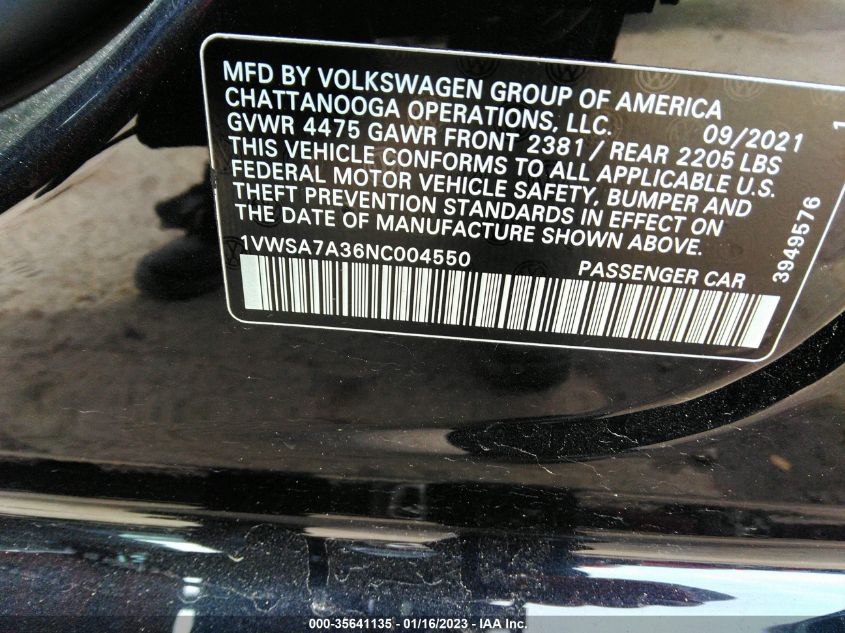 MFD BY VOLKSWAGEN GROUP OF AMERICA
CHATTANOOGA OPERATIONS, LLC. 09/2021
GVWR 4475 GAWR FRONT 2381 / REAR 2205 LBS
THIS VEHICLE CONFORMS TO ALL APPLICABLE U.S.
FEDERAL MOTOR VEHICLE SAFETY, BUMPER AND
THEFT PREVENTION STANDARDS IN EFFECT ON
THE DATE OF MANUFACTURE SHOWN ABOVE.
1VWSA7A36NC004550 PASSENGER CAR
3949576
1
000-35641135 - 01/16/2023 - © IAA Inc.